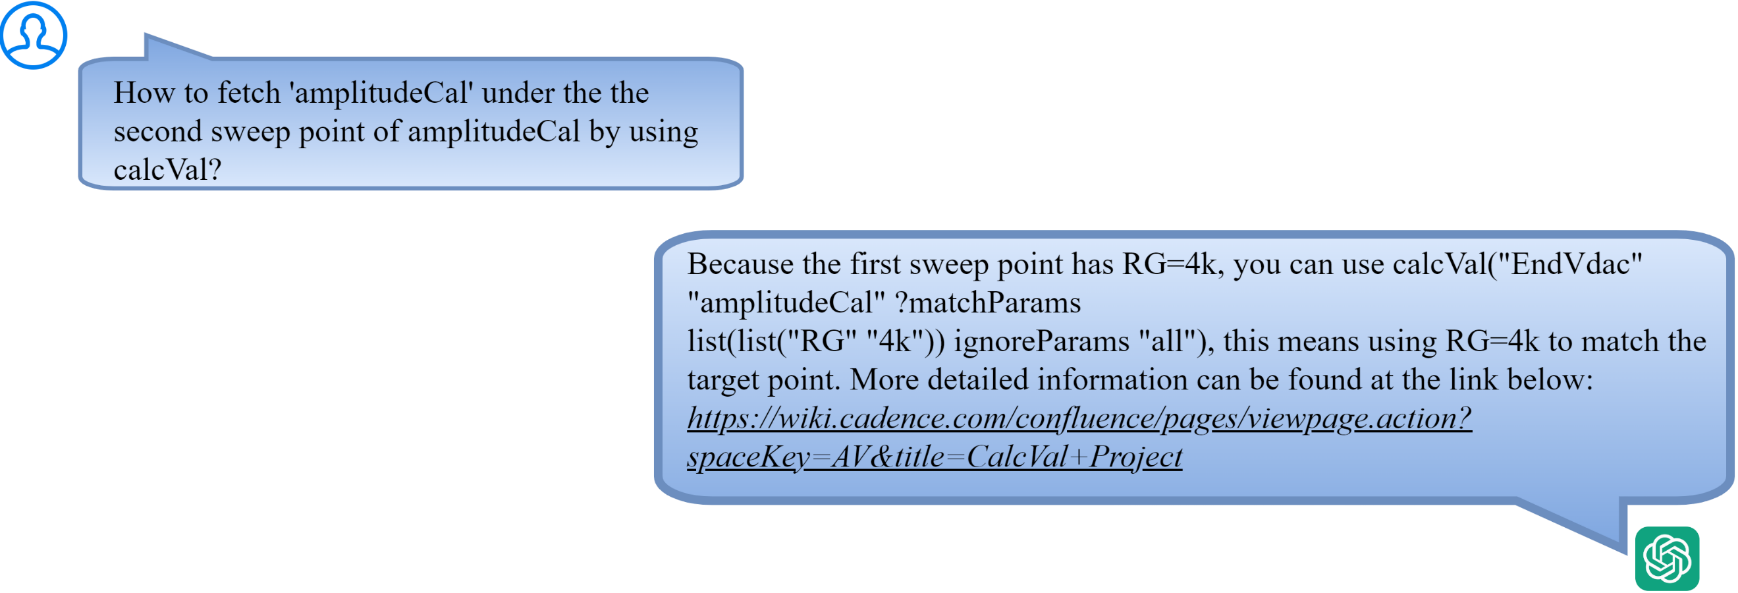 How to fetch 'amplitudeCal' under the the
second sweep point of amplitudeCal by using
calcVal?
Because the first sweep point has RG=4k, you can use calcVal("EndVdac"
"amplitudeCal" ?matchParams
list(list("RG" "4k")) ignoreParams "all"), this means using RG=4k to match the
target point. More detailed information can be found at the link below:
https://wiki.cadence.com/confluence/pages/viewpage.action?
spaceKey=AV&title=CalcVal+Project